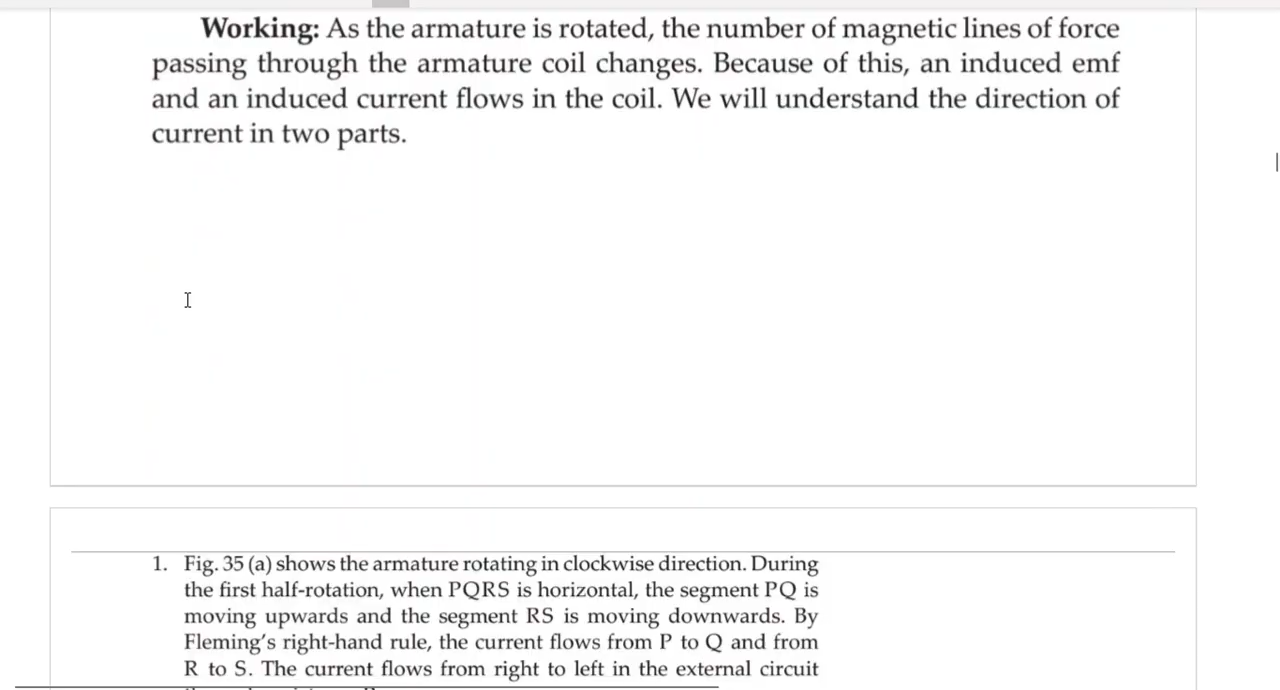 Working: As the armature is rotated, the number of magnetic lines of force
passing through the armature coil changes. Because of this, an induced emf
and an induced current flows in the coil. We will understand the direction of
current in two parts.
1. Fig. 35 (a) shows the armature rotating in clockwise direction. During
the first half-rotation, when PQRS is horizontal, the segment PQ is
moving upwards and the segment RS is moving downwards. By
Fleming’s right-hand rule, the current flows from P to Q and from
R to S. The current flows from right to left in the external circuit